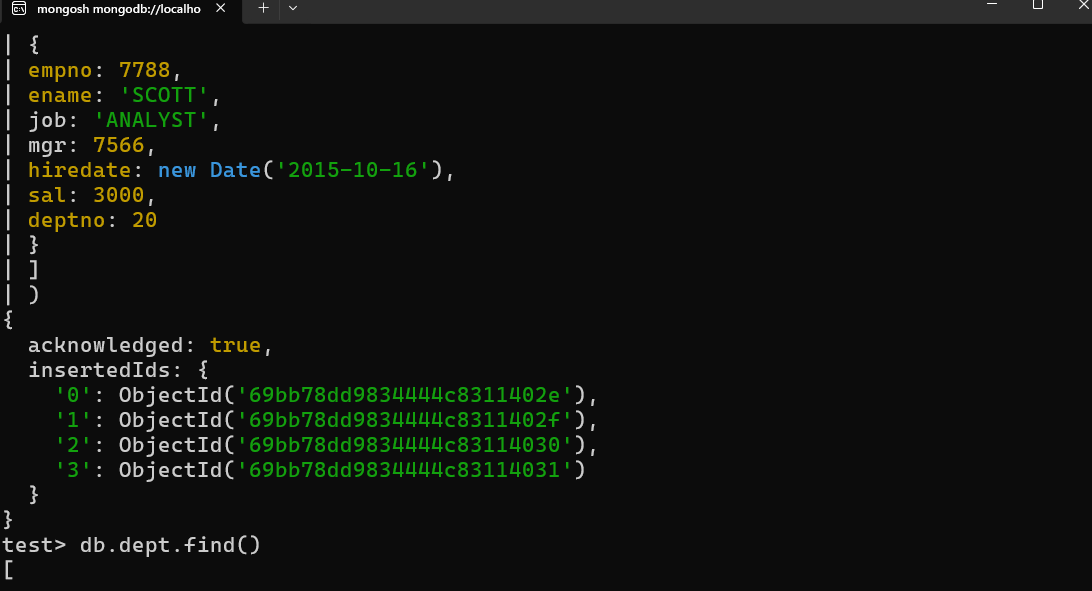 mongosh mongodb://localho
| {
| empno: 7788,
| ename: 'SCOTT',
| job: 'ANALYST',
| mgr: 7566,
| hiredate: new Date('2015-10-16'),
| sal: 3000,
| deptno: 20
| }
| ]
| )
{
  acknowledged: true,
  insertedIds: {
    '0': ObjectId('69bb78dd9834444c8311402e'),
    '1': ObjectId('69bb78dd9834444c8311402f'),
    '2': ObjectId('69bb78dd9834444c83114030'),
    '3': ObjectId('69bb78dd9834444c83114031')
  }
}
test> db.dept.find()
[